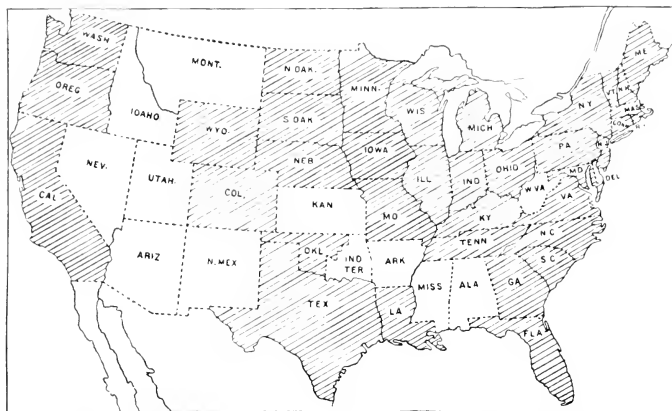 WASH
MONT.
N DAK.
MINN.
ME
OREG
IDAHO
WYO.
S DAK
WIS
MICH
NY
VT.
N.H.
MASS
NEV.
UTAH.
COL.
NEB
IOWA
ILL
IND
OHIO
PA
N.J.
MD
DEL
CAL
KAN
MO
KY
W VA
VA
ARIZ
N. MEX
OKL
IND
TER
ARK
TENN
N C
S C
TEX
LA
MISS
ALA
GA
FLA